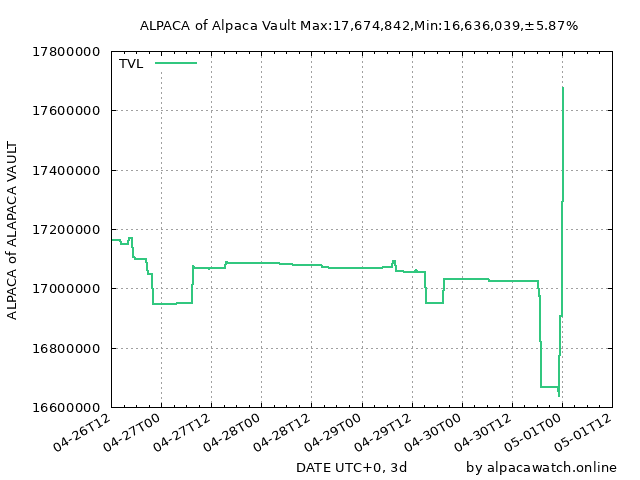 ALPACA of Alpaca Vault Max:17,674,842,Min:16,636,039,±5.87%
TVL
ALPACA of ALAPACA VAULT
17800000
17600000
17400000
17200000
17000000
16800000
16600000
04-26T12
04-27T00
04-27T12
04-28T00
04-28T12
04-29T00
04-29T12
04-30T00
04-30T12
05-01T00
05-01T12
DATE UTC+0, 3d
by alpacawatch.online